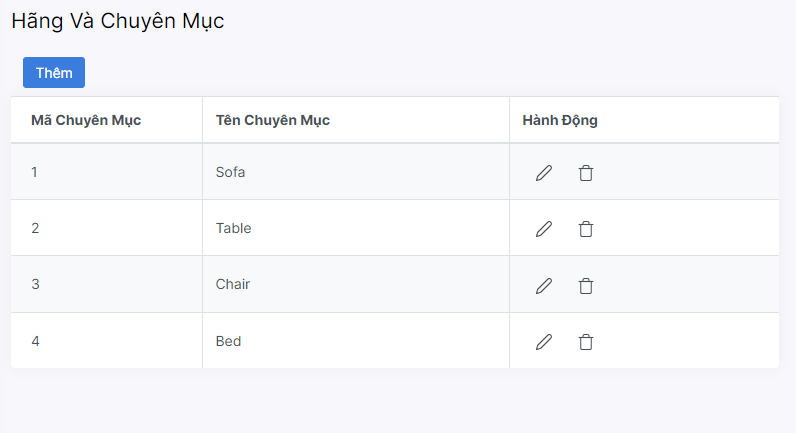 Hãng Và Chuyên Mục
Thêm
Mã Chuyên Mục Tên Chuyên Mục Hành Động
1 Sofa
2 Table
3 Chair
4 Bed